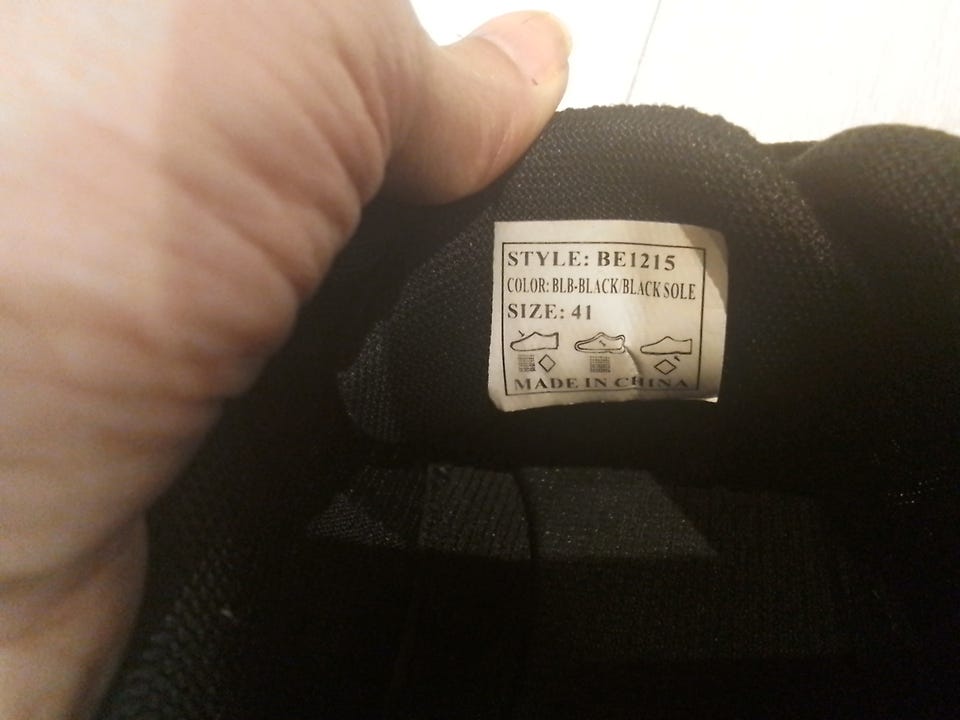 STYLE: BE1215
COLOR: BLB-BLACK/BLACK SOLE
SIZE: 41
MADE IN CHINA